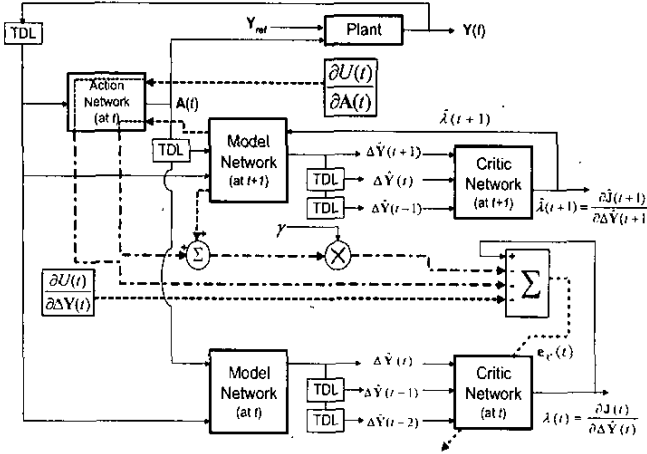 TDL
Y_ref
Plant
Y(t)
Action
Network
(at t)
A(t)
∂U(t)
∂A(t)
λ̂(t+1)
TDL
Model
Network
(at t+1)
ΔŶ(t+1)
TDL
ΔŶ(t)
TDL
ΔŶ(t−1)
Critic
Network
(at t+1)
λ̂(t+1) = ∂Ĵ(t+1)
∂ΔŶ(t+1
γ
+
+
Σ
X
+
-
-
-
Σ
∂U(t)
∂ΔY(t)
e_c(t)
Model
Network
(at t)
ΔŶ(t)
TDL
ΔŶ(t−1)
TDL
ΔŶ(t−2)
Critic
Network
(at t)
λ(t) = ∂J(t)
∂ΔŶ(t)